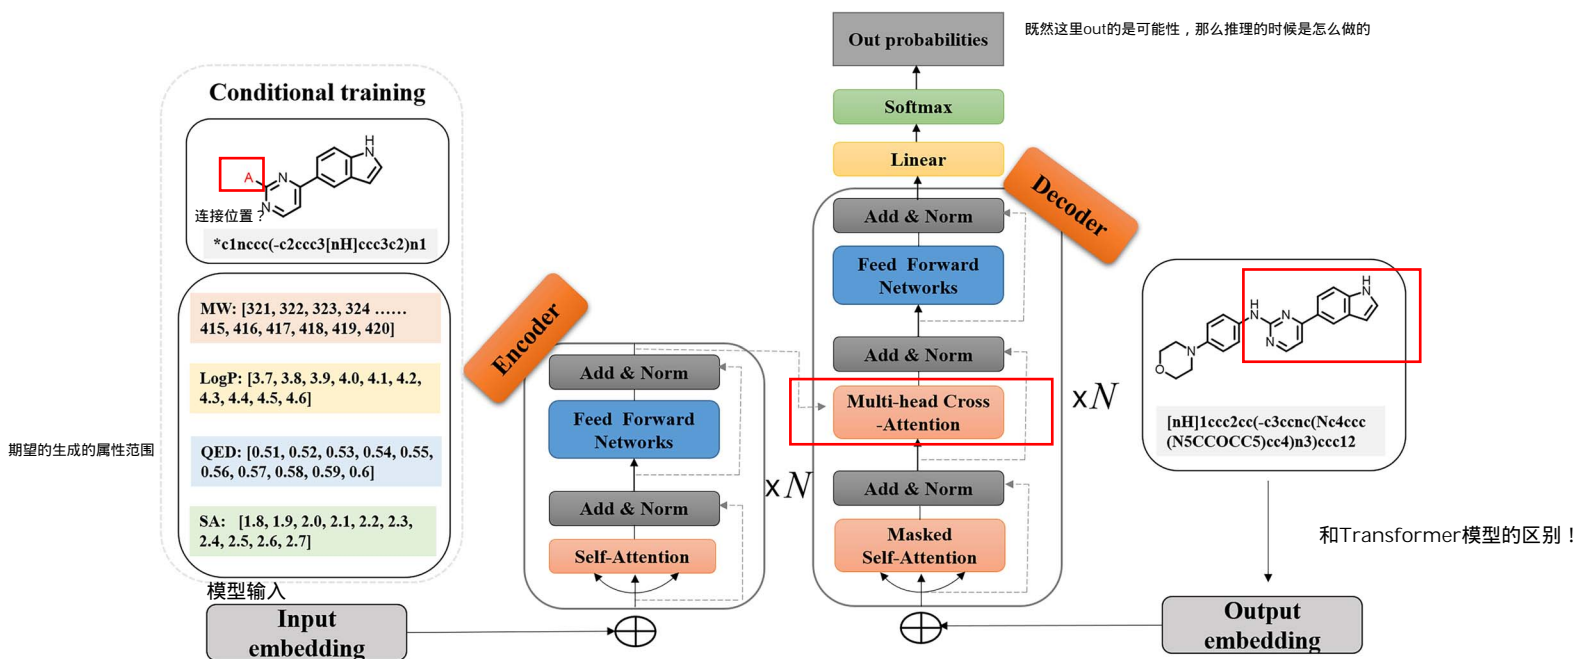 Out probabilities
既然这里out的是可能性，那么推理的时候是怎么做的
Softmax
Linear
Conditional training
H
N
A
N
N
连接位置？
*c1nccc(-c2ccc3[nH]ccc3c2)n1
MW: [321, 322, 323, 324 ……
415, 416, 417, 418, 419, 420]
LogP: [3.7, 3.8, 3.9, 4.0, 4.1, 4.2,
4.3, 4.4, 4.5, 4.6]
期望的生成的属性范围
QED: [0.51, 0.52, 0.53, 0.54, 0.55,
0.56, 0.57, 0.58, 0.59, 0.6]
SA: [1.8, 1.9, 2.0, 2.1, 2.2, 2.3,
2.4, 2.5, 2.6, 2.7]
模型输入
Input
embedding
Encoder
Add & Norm
Feed Forward
Networks
Add & Norm
Self-Attention
xN
Decoder
Add & Norm
Feed Forward
Networks
Add & Norm
Multi-head Cross
-Attention
Add & Norm
Masked
Self-Attention
xN
H
N
H
N
N
N
N
O
[nH]1ccc2cc(-c3ccnc(Nc4ccc
(N5CCOCC5)cc4)n3)ccc12
和Transformer模型的区别！
Output
embedding